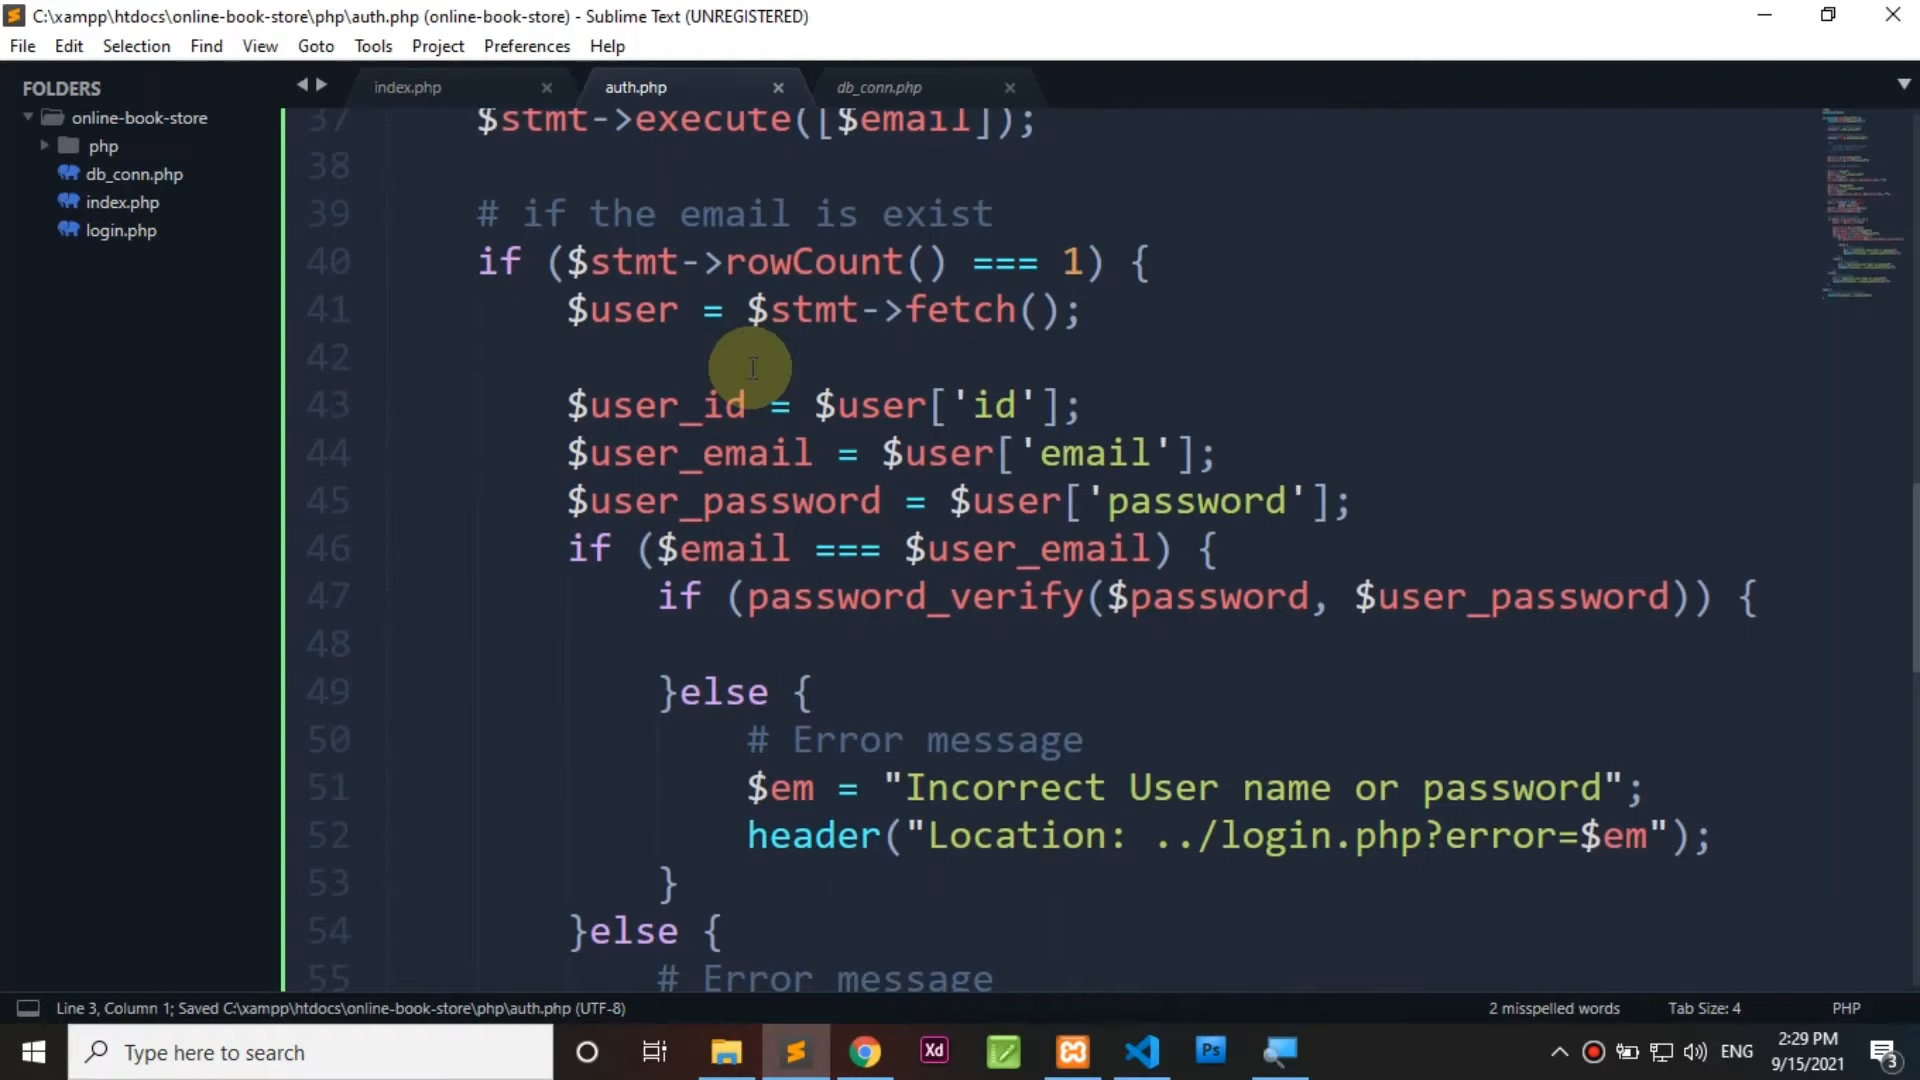 C:\xampp\htdocs\online-book-store\php\auth.php (online-book-store) - Sublime Text (UNREGISTERED)
File Edit Selection Find View Goto Tools Project Preferences Help
FOLDERS
online-book-store
php
db_conn.php
index.php
login.php
index.php auth.php db_conn.php
37 $stmt->execute([$email]);
38
39 # if the email is exist
40 if ($stmt->rowCount() === 1) {
41 $user = $stmt->fetch();
42
43 $user_id = $user['id'];
44 $user_email = $user['email'];
45 $user_password = $user['password'];
46 if ($email === $user_email) {
47 if (password_verify($password, $user_password)) {
48
49 }else {
50 # Error message
51 $em = "Incorrect User name or password";
52 header("Location: ../login.php?error=$em");
53 }
54 }else {
55 # Error message
Line 3, Column 1; Saved C:\xampp\htdocs\online-book-store\php\auth.php (UTF-8) 2 misspelled words Tab Size: 4 PHP
Type here to search
Xd
Ps
ENG
2:29 PM
9/15/2021
3